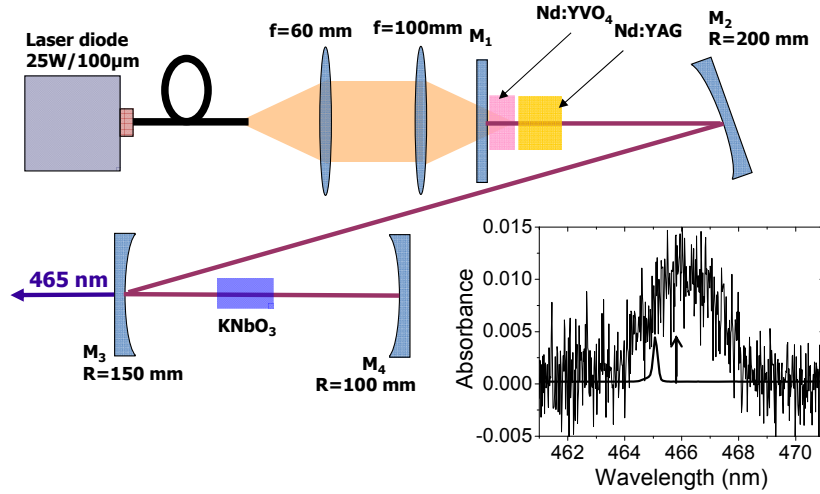 Laser diode
25W/100µm
f=60 mm
f=100mm
M1
Nd:YVO4
Nd:YAG
M2
R=200 mm
465 nm
M3
R=150 mm
KNbO3
M4
R=100 mm
0.015
0.010
0.005
0.000
-0.005
Absorbance
462 464 466 468 470
Wavelength (nm)